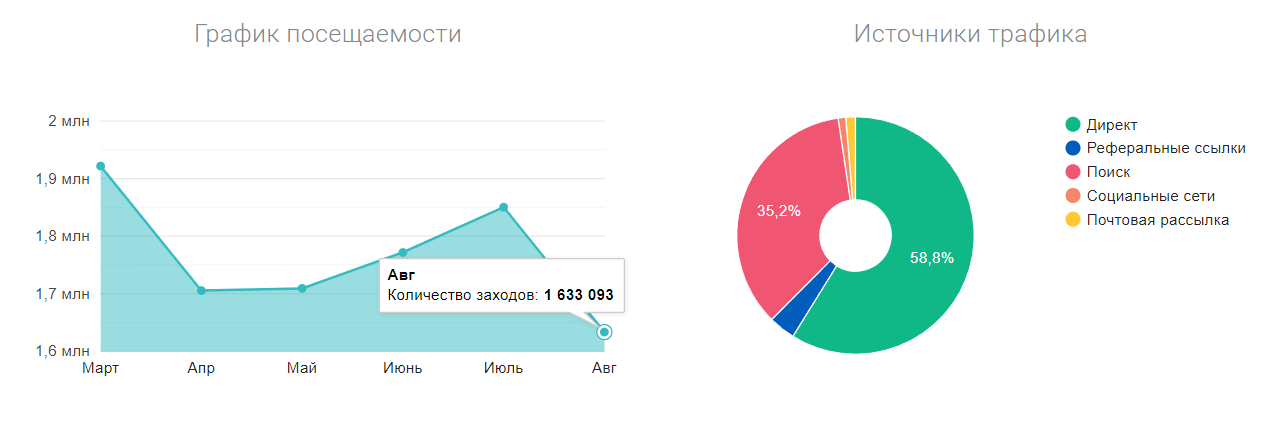 График посещаемости
2 млн
1,9 млн
1,8 млн
1,7 млн
1,6 млн
Март
Апр
Май
Июнь
Июль
Авг
Авг
Количество заходов: 1 633 093
Источники трафика
35,2%
58,8%
Директ
Реферальные ссылки
Поиск
Социальные сети
Почтовая рассылка